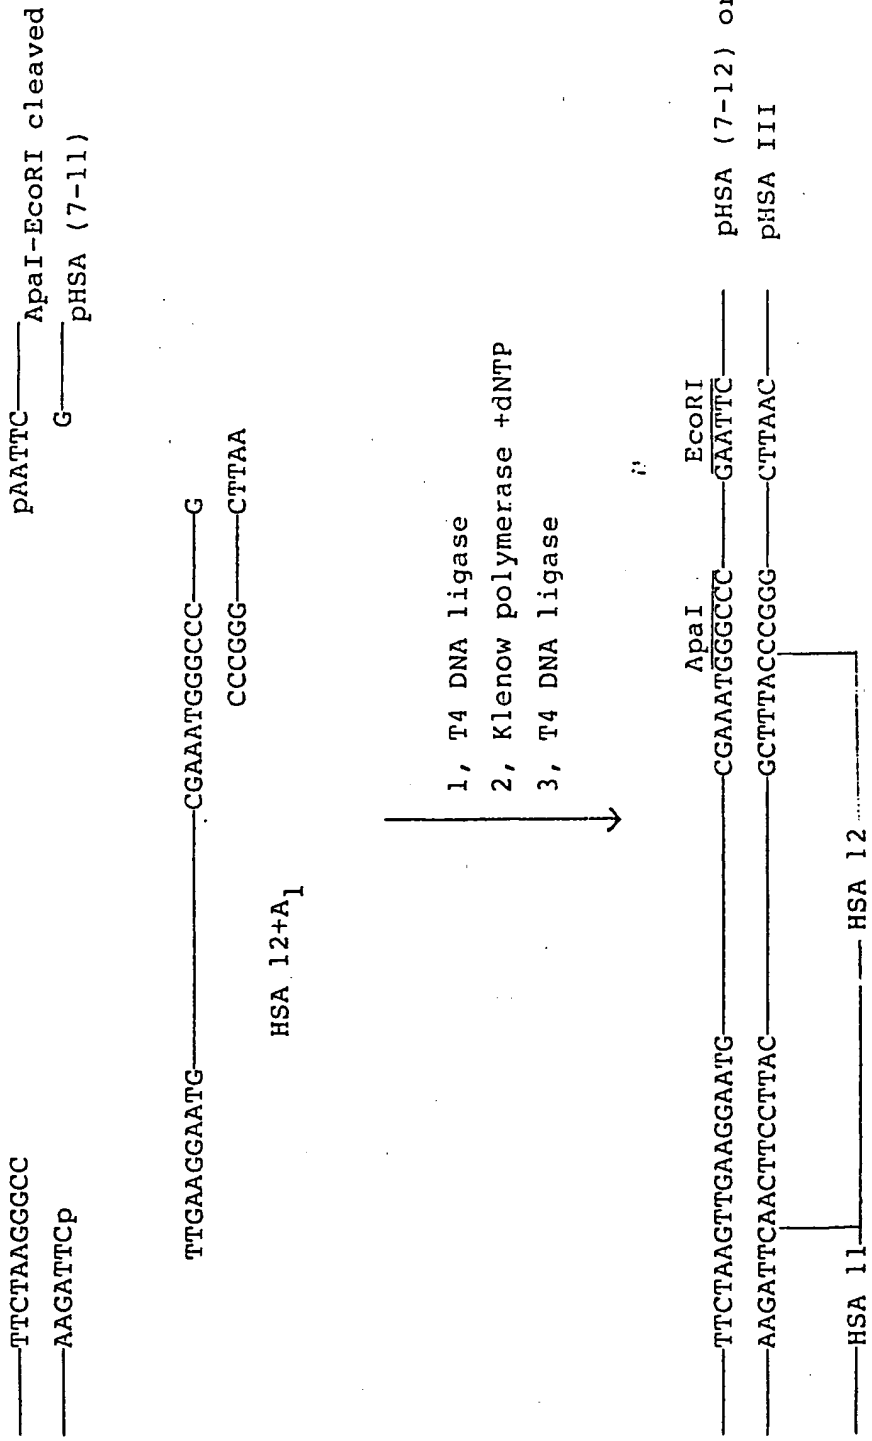 TTCTAAGGGCC pAATTC ApaI-EcoRI cleaved
AAGATTCp G pHSA (7-11)
TTGAAGGAATG CGAAATGGGCCC G
CCCGGG CTTAA
HSA 12+A1
1, T4 DNA ligase
2, Klenow polymerase +dNTP
3, T4 DNA ligase
ApaI EcoRI
TTCTAAGTTGAAGGAATG CGAAATGGGCCC GAATTC pHSA (7-12) or
AAGATTCAACTTCCTTAC GCTTTACCCGGG CTTAAC pHSA III
HSA 11 HSA 12